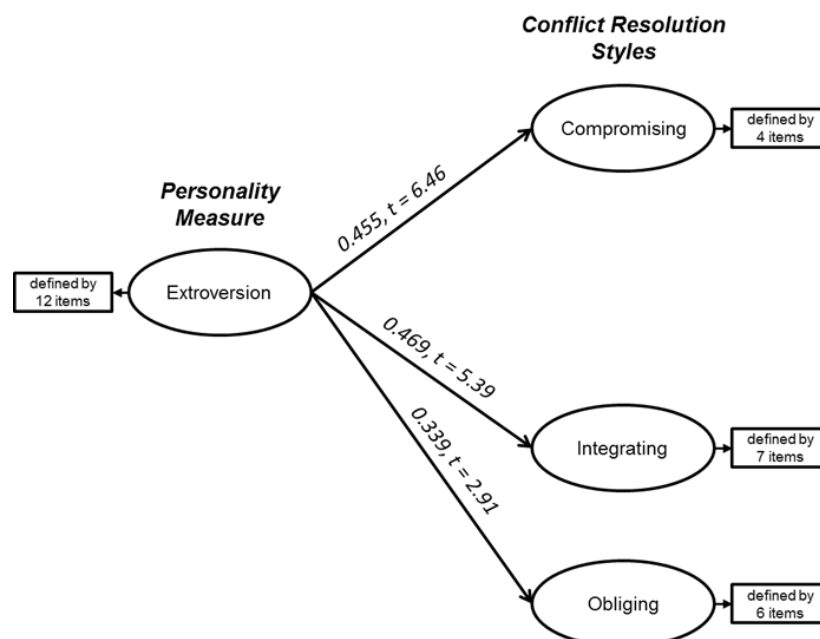 Conflict Resolution
Styles
Compromising
defined by
4 items
0.455, t = 6.46
Personality
Measure
defined by
12 items
Extroversion
0.469, t = 5.39
0.339, t = 2.91
Integrating
defined by
7 items
Obliging
defined by
6 items